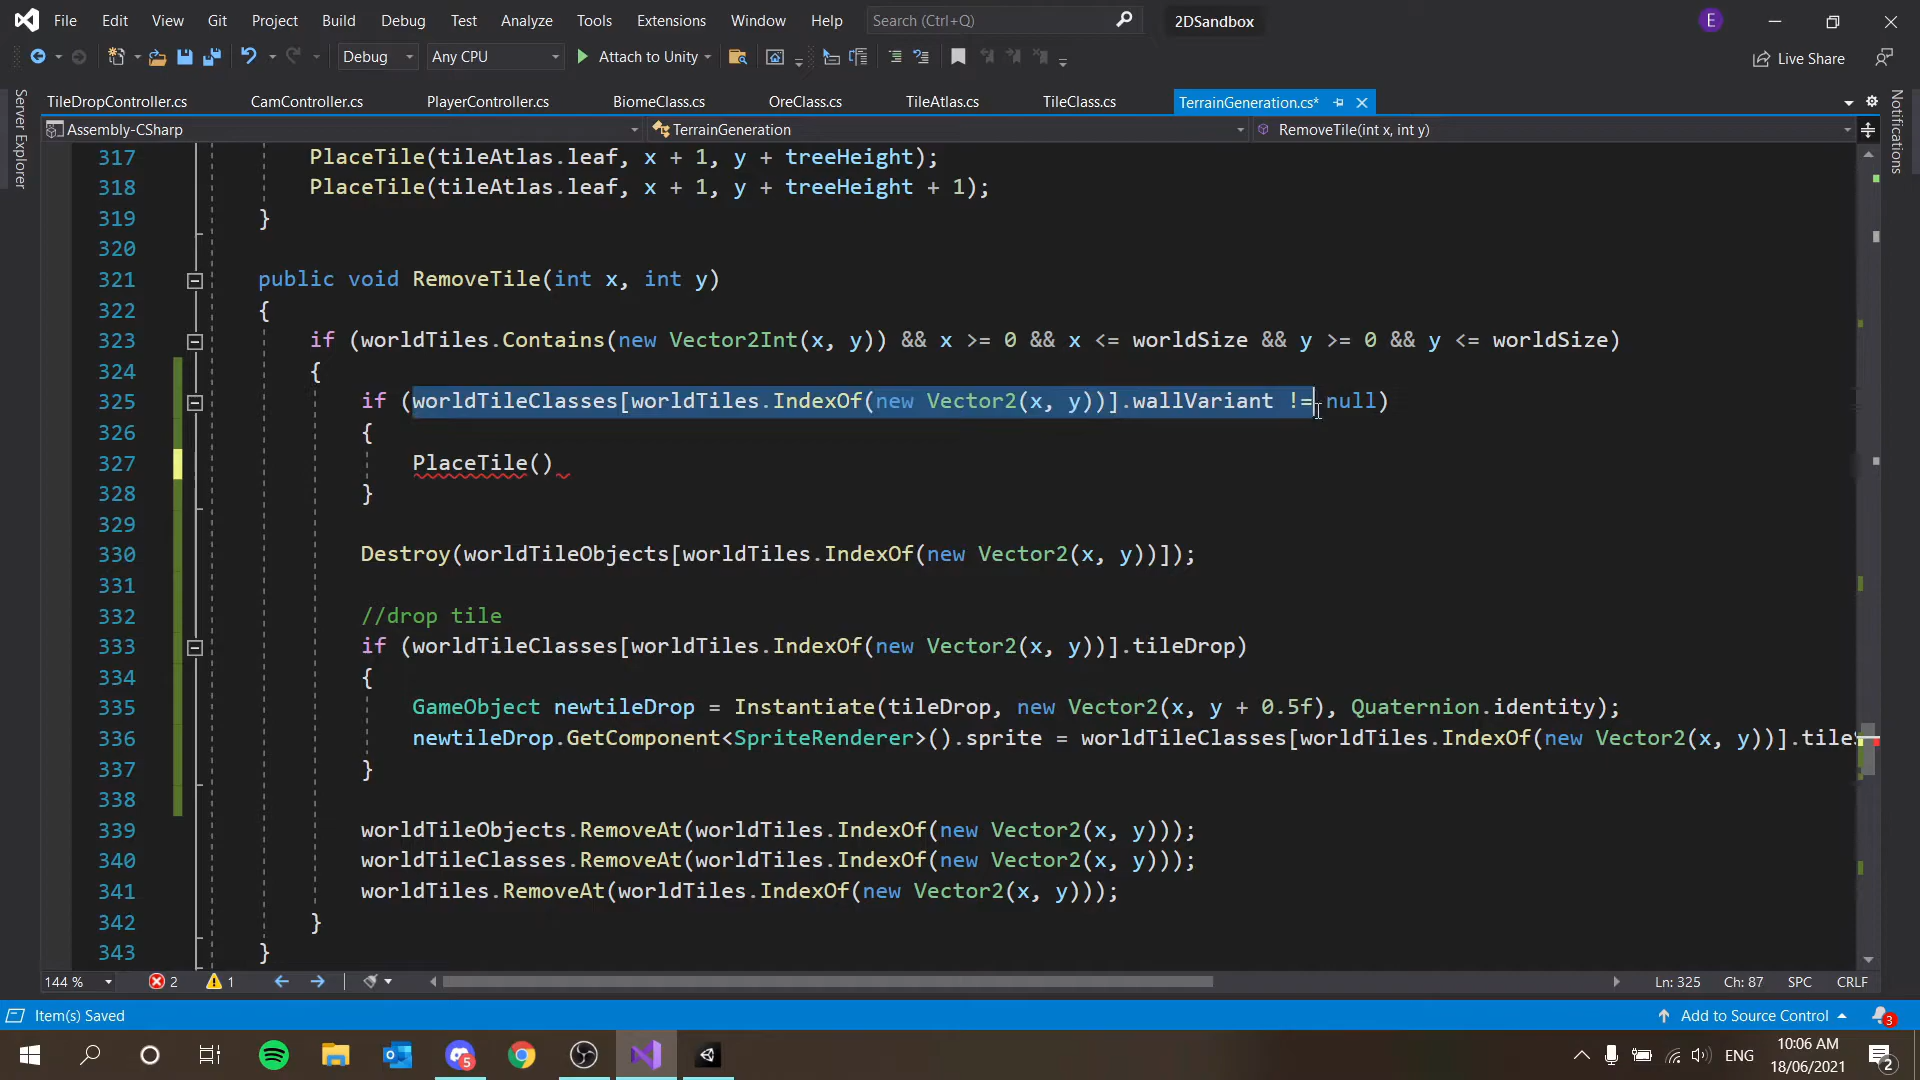 File Edit View Git Project Build Debug Test Analyze Tools Extensions Window Help Search (Ctrl+Q) 2DSandbox E
Debug Any CPU Attach to Unity Live Share
TileDropController.cs CamController.cs PlayerController.cs BiomeClass.cs OreClass.cs TileAtlas.cs TileClass.cs TerrainGeneration.cs*
Server Explorer
Notifications
Assembly-CSharp TerrainGeneration RemoveTile(int x, int y)
317 PlaceTile(tileAtlas.leaf, x + 1, y + treeHeight);
318 PlaceTile(tileAtlas.leaf, x + 1, y + treeHeight + 1);
319 }
320
321 public void RemoveTile(int x, int y)
322 {
323 if (worldTiles.Contains(new Vector2Int(x, y)) && x >= 0 && x <= worldSize && y >= 0 && y <= worldSize)
324 {
325 if (worldTileClasses[worldTiles.IndexOf(new Vector2(x, y))].wallVariant != null)
326 {
327 PlaceTile()
328 }
329
330 Destroy(worldTileObjects[worldTiles.IndexOf(new Vector2(x, y))]);
331
332 //drop tile
333 if (worldTileClasses[worldTiles.IndexOf(new Vector2(x, y))].tileDrop)
334 {
335 GameObject newtileDrop = Instantiate(tileDrop, new Vector2(x, y + 0.5f), Quaternion.identity);
336 newtileDrop.GetComponent<SpriteRenderer>().sprite = worldTileClasses[worldTiles.IndexOf(new Vector2(x, y))].tileS
337 }
338
339 worldTileObjects.RemoveAt(worldTiles.IndexOf(new Vector2(x, y)));
340 worldTileClasses.RemoveAt(worldTiles.IndexOf(new Vector2(x, y)));
341 worldTiles.RemoveAt(worldTiles.IndexOf(new Vector2(x, y)));
342 }
343 }
144 % 2 1 Ln: 325 Ch: 87 SPC CRLF
Item(s) Saved Add to Source Control 3
5 ENG 10:06 AM
18/06/2021 2